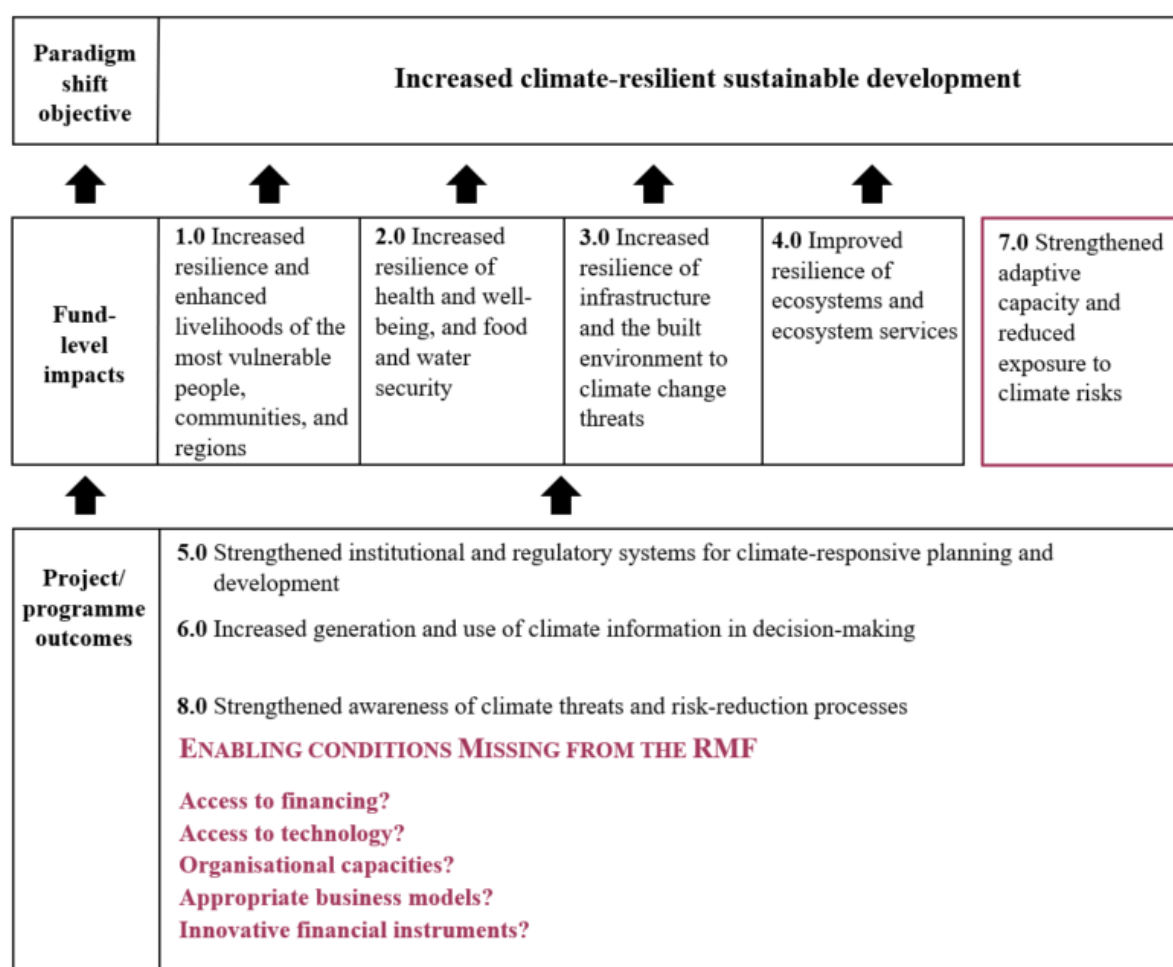 Paradigm
shift
objective
Increased climate-resilient sustainable development
Fund-
level
impacts
1.0 Increased
resilience and
enhanced
livelihoods of the
most vulnerable
people,
communities, and
regions
2.0 Increased
resilience of
health and well-
being, and food
and water
security
3.0 Increased
resilience of
infrastructure
and the built
environment to
climate change
threats
4.0 Improved
resilience of
ecosystems and
ecosystem services
7.0 Strengthened
adaptive
capacity and
reduced
exposure to
climate risks
Project/
programme
outcomes
5.0 Strengthened institutional and regulatory systems for climate-responsive planning and
development
6.0 Increased generation and use of climate information in decision-making
8.0 Strengthened awareness of climate threats and risk-reduction processes
ENABLING CONDITIONS MISSING FROM THE RMF
Access to financing?
Access to technology?
Organisational capacities?
Appropriate business models?
Innovative financial instruments?